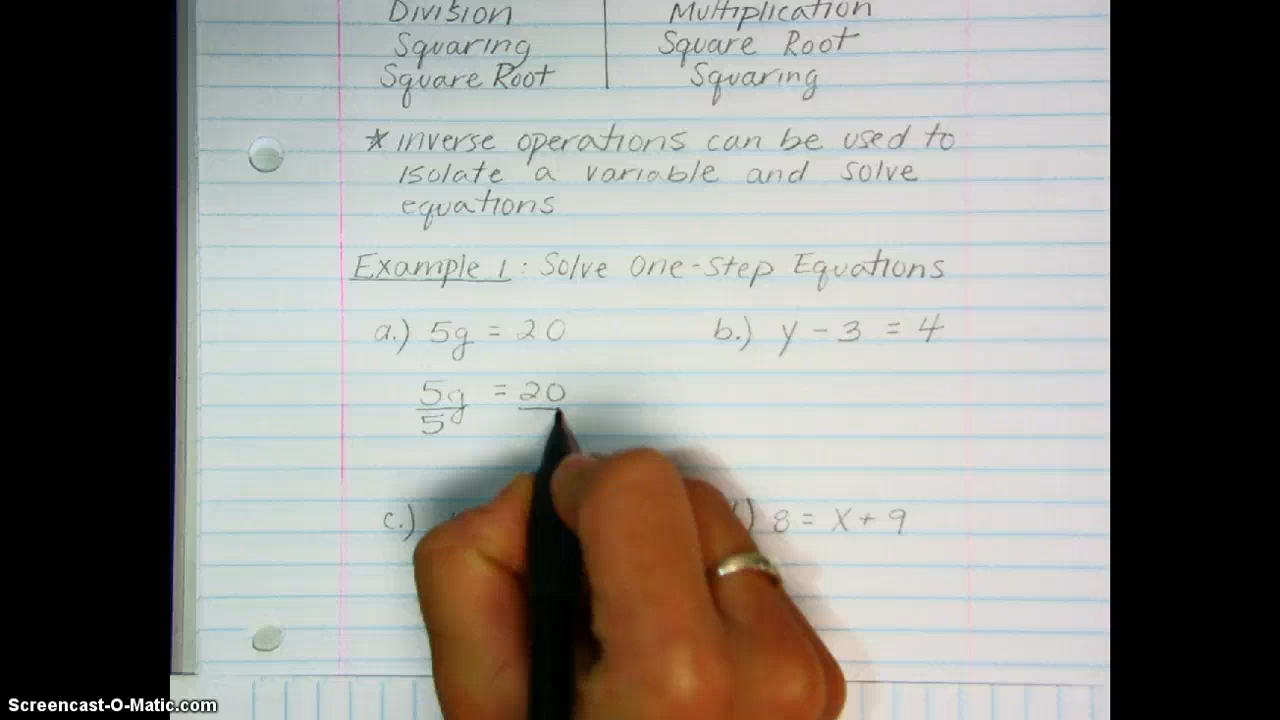 Division Multiplication
Squaring Square Root
Square Root Squaring
* inverse operations can be used to
isolate a variable and solve
equations
Example 1: Solve One-Step Equations
a.) 5g = 20 b.) y - 3 = 4
5g = 20
5
c.) ) 8 = x + 9
Screencast-O-Matic.com